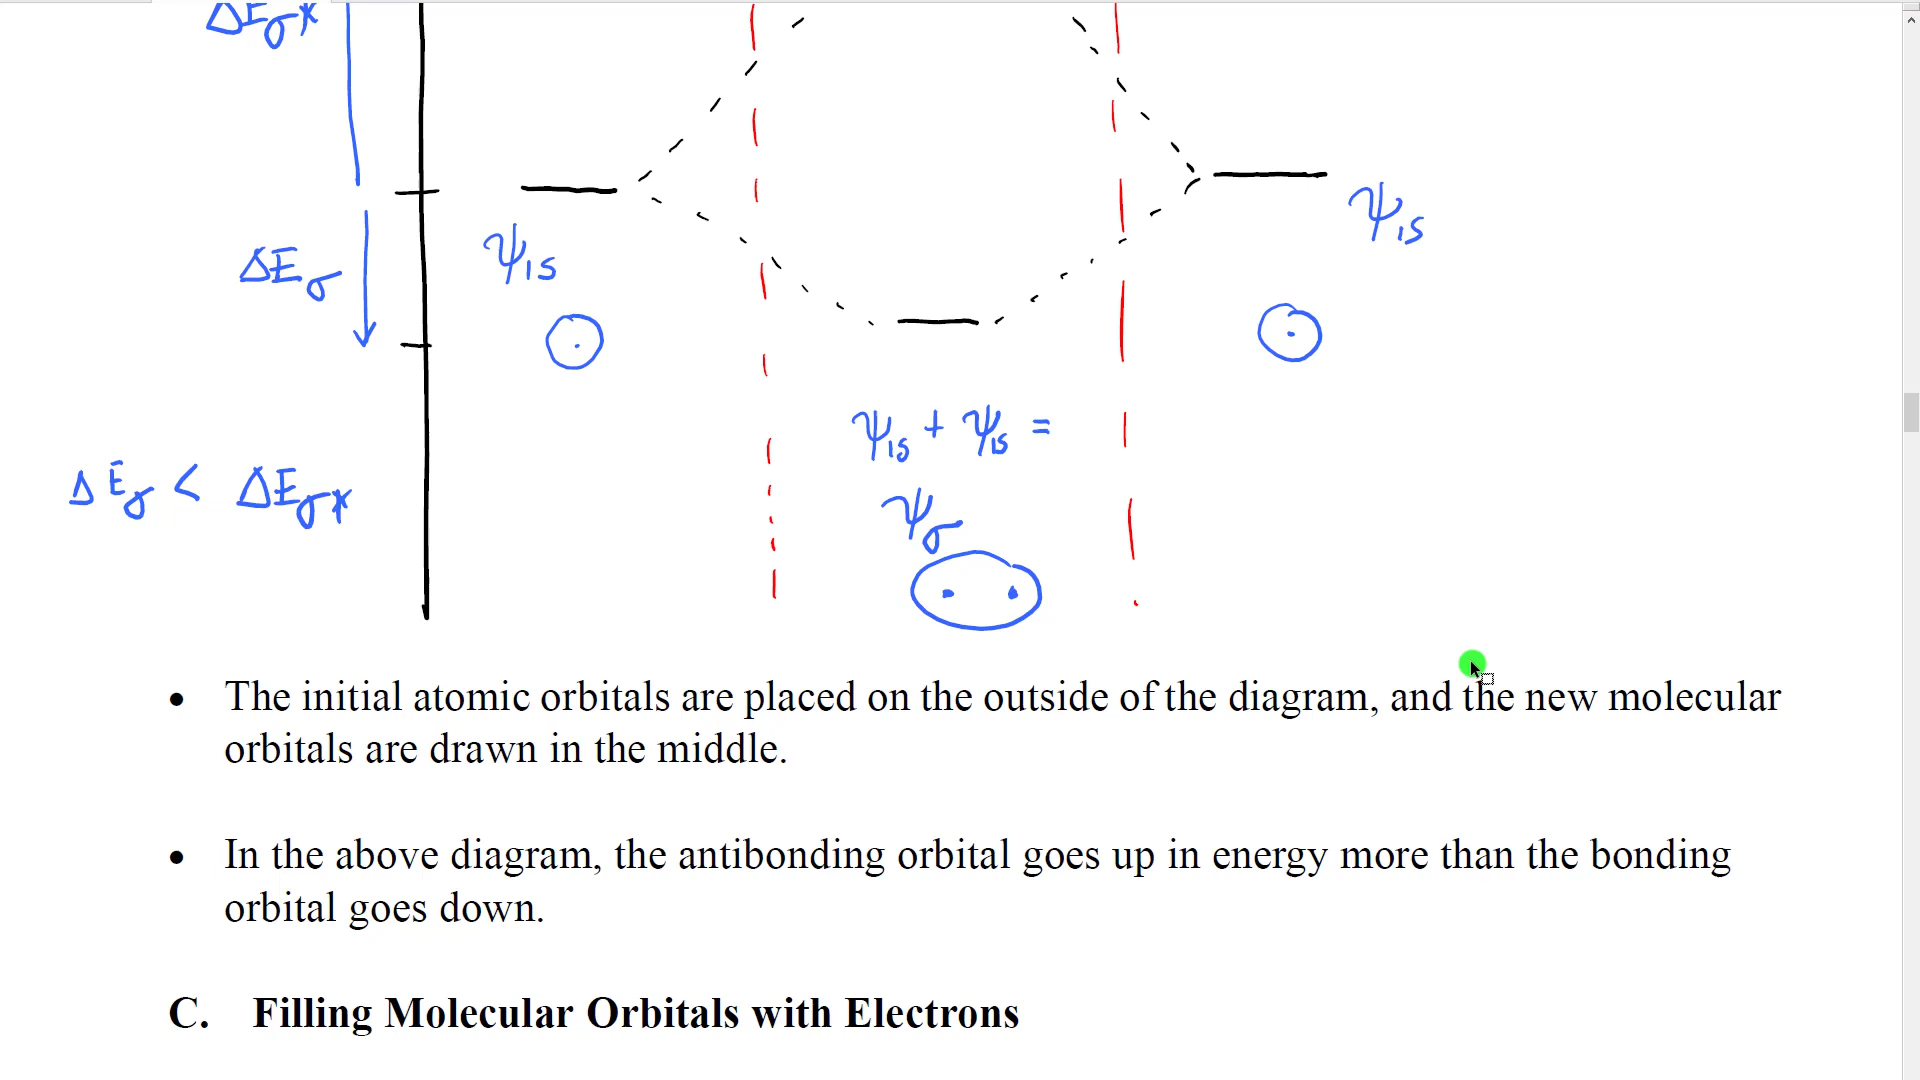 ΔEσ*
ψ1s
ΔEσ
ψ1s
ψ1s + ψ1s =
ΔEσ < ΔEσ*
ψσ
• The initial atomic orbitals are placed on the outside of the diagram, and the new molecular
orbitals are drawn in the middle.
• In the above diagram, the antibonding orbital goes up in energy more than the bonding
orbital goes down.
C. Filling Molecular Orbitals with Electrons